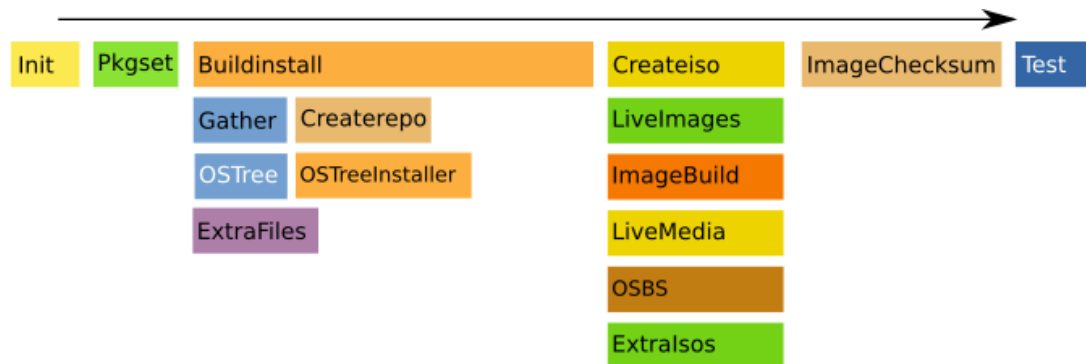 Init
Pkgset
Buildinstall
Createiso
ImageChecksum
Test
Gather
Createrepo
LiveImages
OSTree
OSTreeInstaller
ImageBuild
ExtraFiles
LiveMedia
OSBS
ExtraIsos